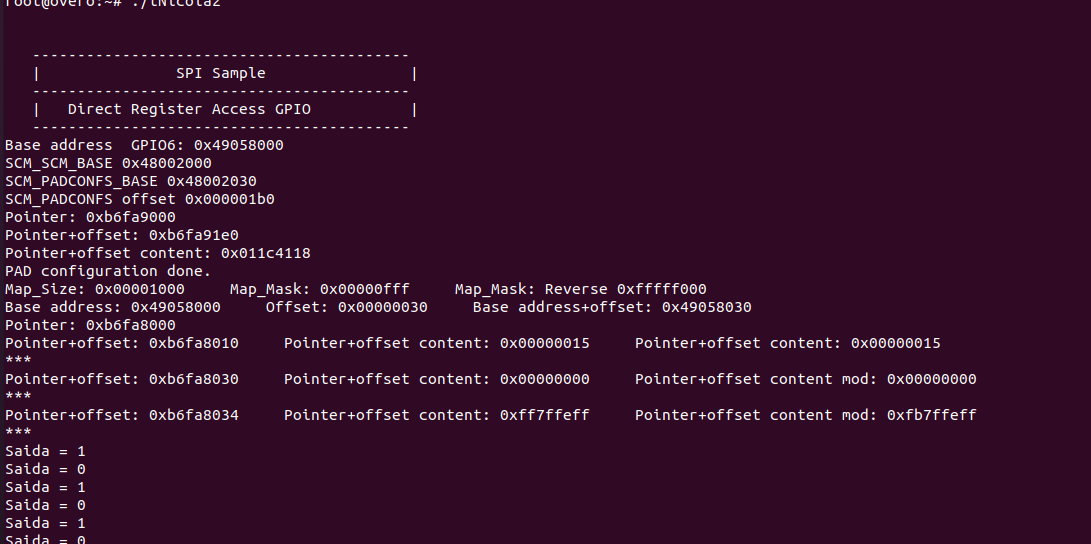 root@overo:~# ./tNicola2
------------------------------------------
|               SPI Sample                |
------------------------------------------
|   Direct Register Access GPIO           |
------------------------------------------
Base address  GPIO6: 0x49058000
SCM_SCM_BASE 0x48002000
SCM_PADCONFS_BASE 0x48002030
SCM_PADCONFS offset 0x000001b0
Pointer: 0xb6fa9000
Pointer+offset: 0xb6fa91e0
Pointer+offset content: 0x011c4118
PAD configuration done.
Map_Size: 0x00001000     Map_Mask: 0x00000fff     Map_Mask: Reverse 0xfffff000
Base address: 0x49058000     Offset: 0x00000030     Base address+offset: 0x49058030
Pointer: 0xb6fa8000
Pointer+offset: 0xb6fa8010     Pointer+offset content: 0x00000015     Pointer+offset content: 0x00000015
***
Pointer+offset: 0xb6fa8030     Pointer+offset content: 0x00000000     Pointer+offset content mod: 0x00000000
***
Pointer+offset: 0xb6fa8034     Pointer+offset content: 0xff7ffeff     Pointer+offset content mod: 0xfb7ffeff
***
Saida = 1
Saida = 0
Saida = 1
Saida = 0
Saida = 1
Saida = 0